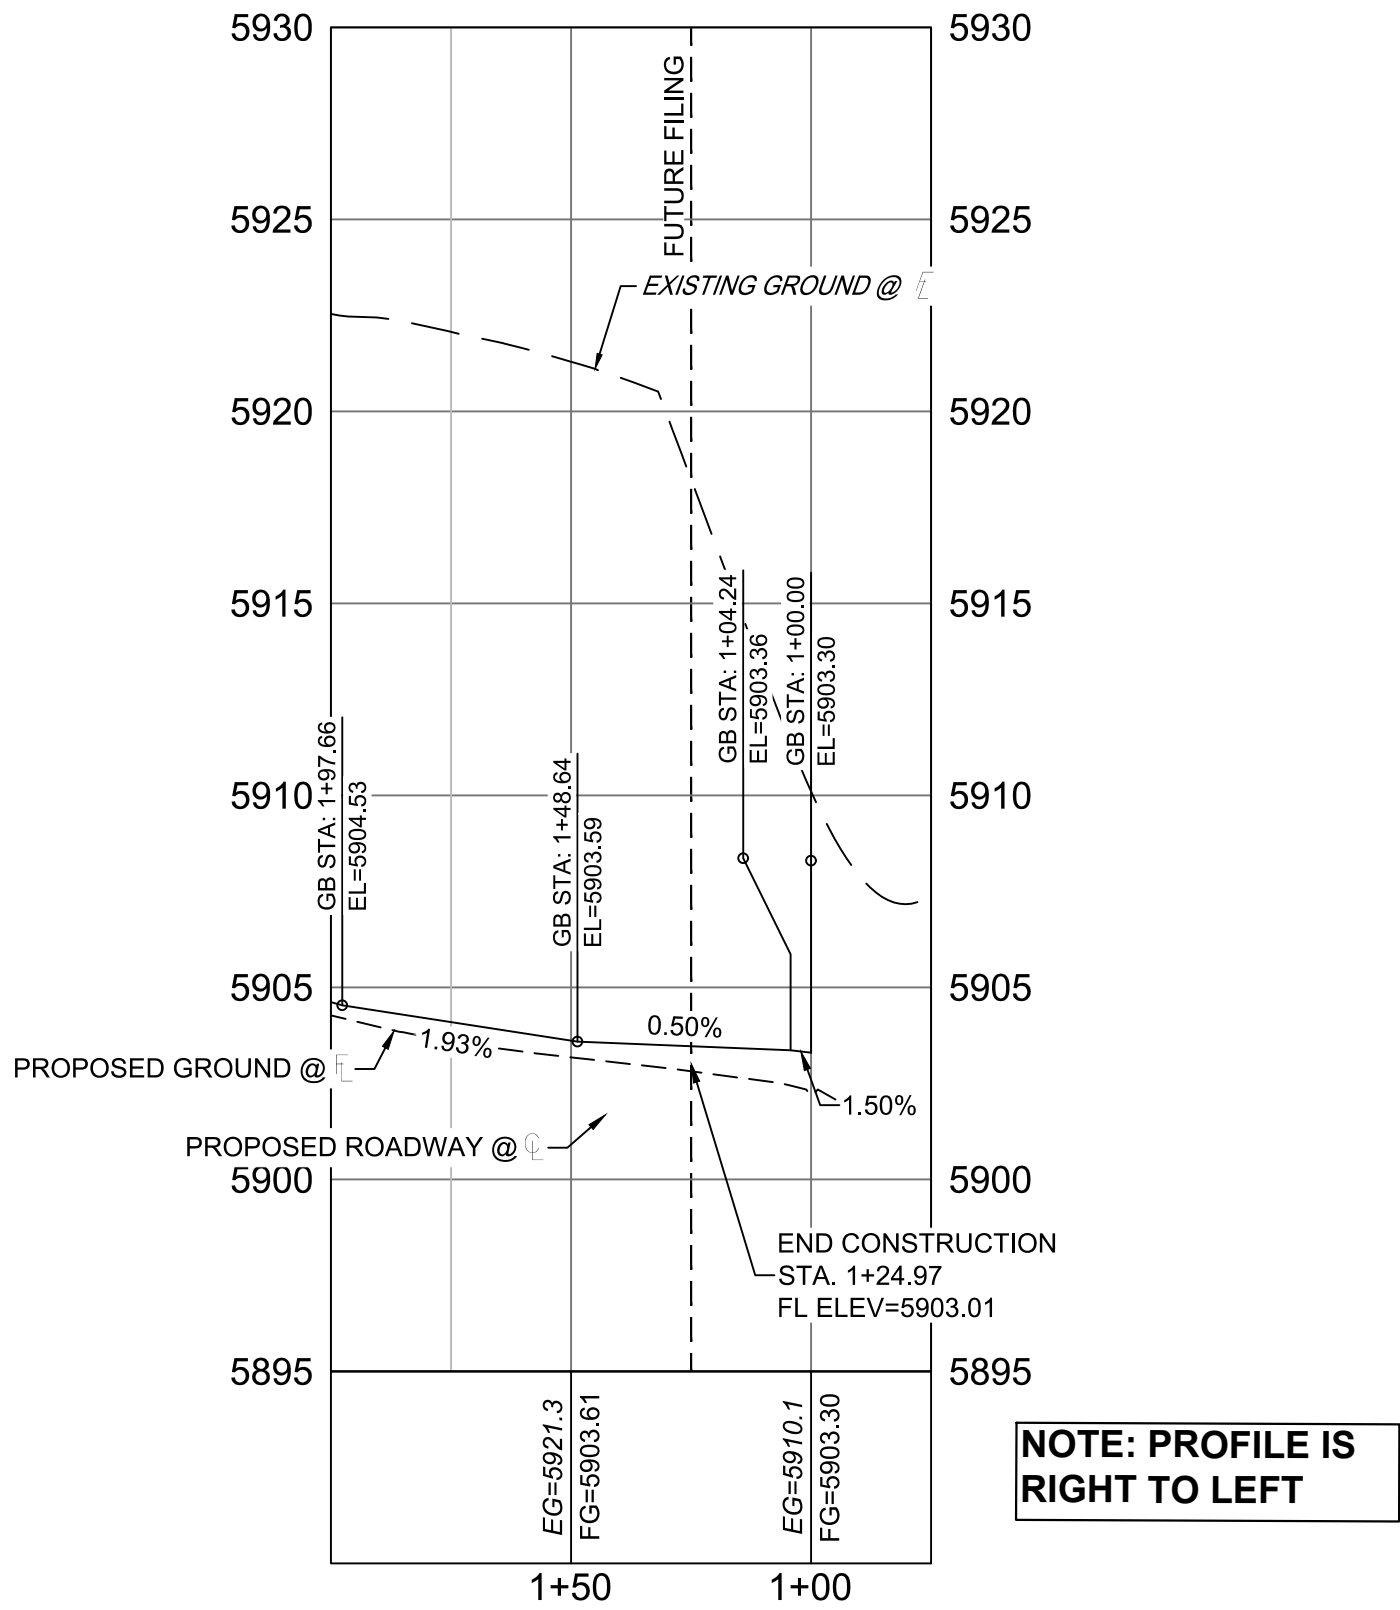 5930
5930
FUTURE FILING
5925
5925
EXISTING GROUND @ FL
5920
5920
5915
5915
GB STA: 1+04.24
EL=5903.36
GB STA: 1+00.00
EL=5903.30
GB STA: 1+97.66
EL=5904.53
GB STA: 1+48.64
EL=5903.59
5910
5910
5905
5905
0.50%
1.93%
PROPOSED GROUND @ FL
1.50%
PROPOSED ROADWAY @ CL
5900
5900
END CONSTRUCTION
STA. 1+24.97
FL ELEV=5903.01
5895
5895
EG=5921.3
FG=5903.61
EG=5910.1
FG=5903.30
NOTE: PROFILE IS
RIGHT TO LEFT
1+50
1+00